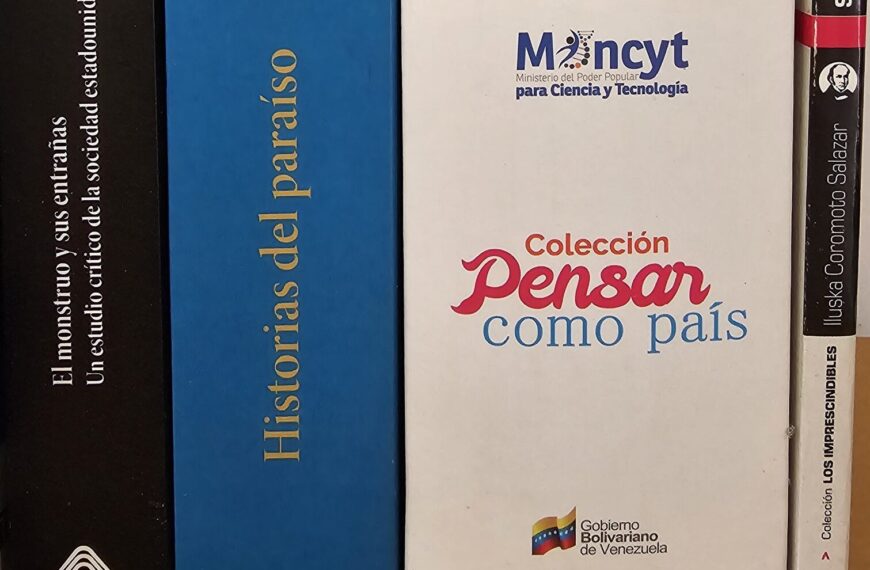 El monstruo y sus entrañas
Un estudio crítico de la sociedad
Historias del paraíso
Mincyt
Ministerio del Poder Popular
para Ciencia y Tecnología
Colección
Pensar
como país
Gobierno
Bolivariano
de Venezuela
Iluska Coromoto Salazar
> Colección LOS IMPRESCINDIBLES